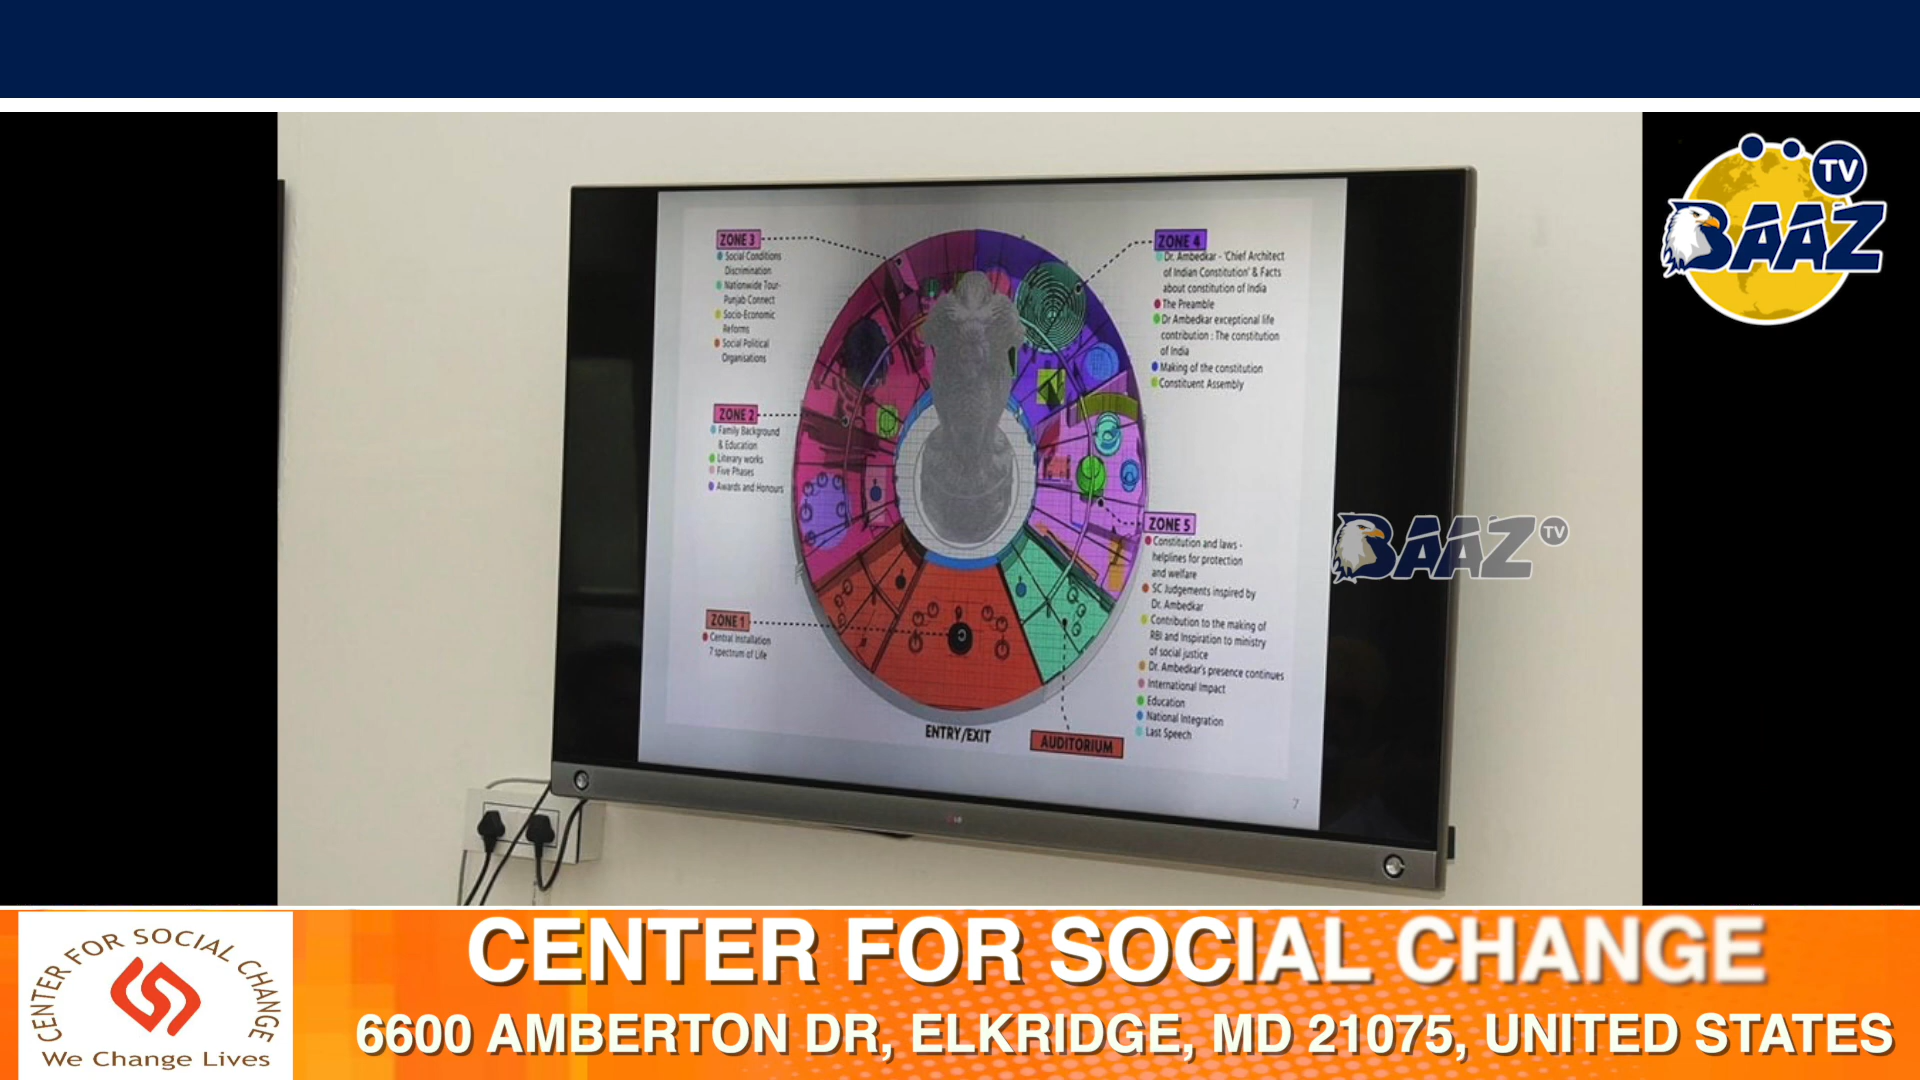 TV
BAAZ
ZONE 3
Social Conditions
Discrimination
Nationwide Tour-
Punjab Connect
Socio-Economic
Reforms
Social Political
Organisations
ZONE 2
Family Background
& Education
Literary works
Five Phases
Awards and Honours
ZONE 1
Central Installation
7 spectrum of Life
ZONE 4
Dr. Ambedkar - 'Chief Architect
of Indian Constitution' & Facts
about constitution of India
The Preamble
Dr Ambedkar exceptional life
contribution : The constitution
of India
Making of the constitution
Constituent Assembly
ZONE 5
Constitution and laws -
helplines for protection
and welfare
SC Judgements inspired by
Dr. Ambedkar
Contribution to the making of
RBI and Inspiration to ministry
of social justice
Dr. Ambedkar's presence continues
International Impact
Education
National Integration
Last Speech
ENTRY/EXIT
AUDITORIUM
7
LG
BAAZ TV
CENTER FOR SOCIAL CHANGE
We Change Lives
CENTER FOR SOCIAL CHANGE
6600 AMBERTON DR, ELKRIDGE, MD 21075, UNITED STATES